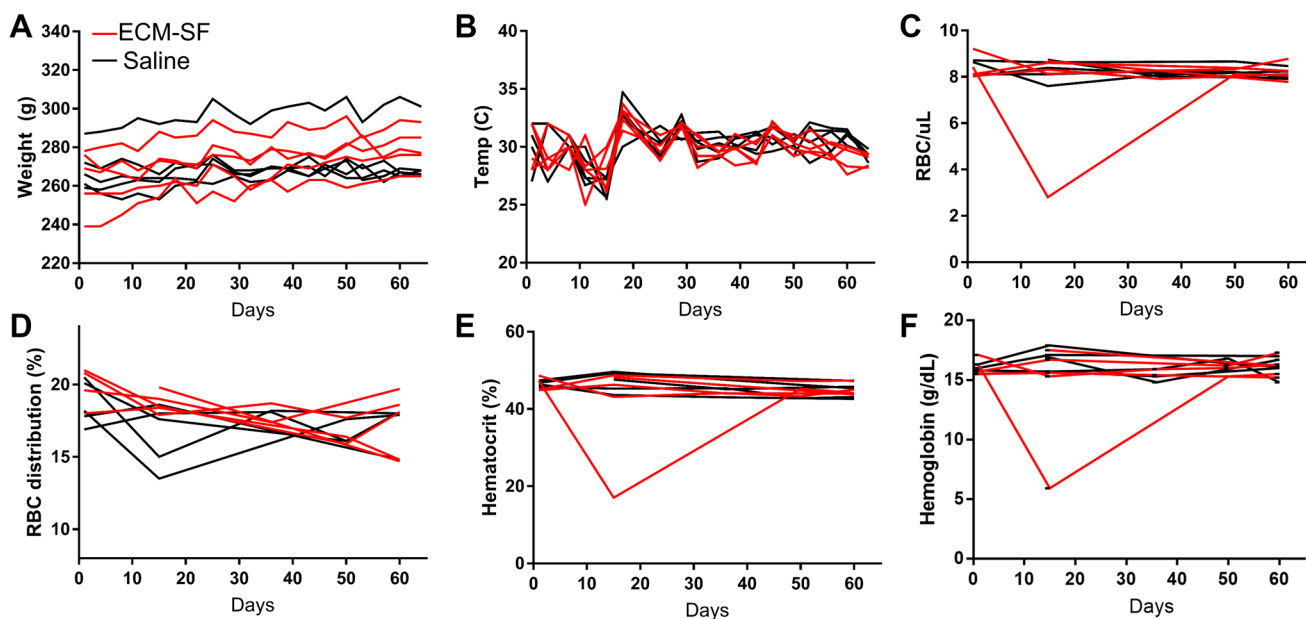 A
ECM-SF
Saline
Weight (g)
340
320
300
280
260
240
220
0 10 20 30 40 50 60
Days
B
Temp (C)
40
35
30
25
20
0 10 20 30 40 50 60
Days
C
RBC/uL
10
8
6
4
2
0
0 10 20 30 40 50 60
Days
D
RBC distribution (%)
20
15
10
0 10 20 30 40 50 60
Days
E
Hematocrit (%)
60
40
20
0
0 10 20 30 40 50 60
Days
F
Hemoglobin (g/dL)
20
15
10
5
0
0 10 20 30 40 50 60
Days